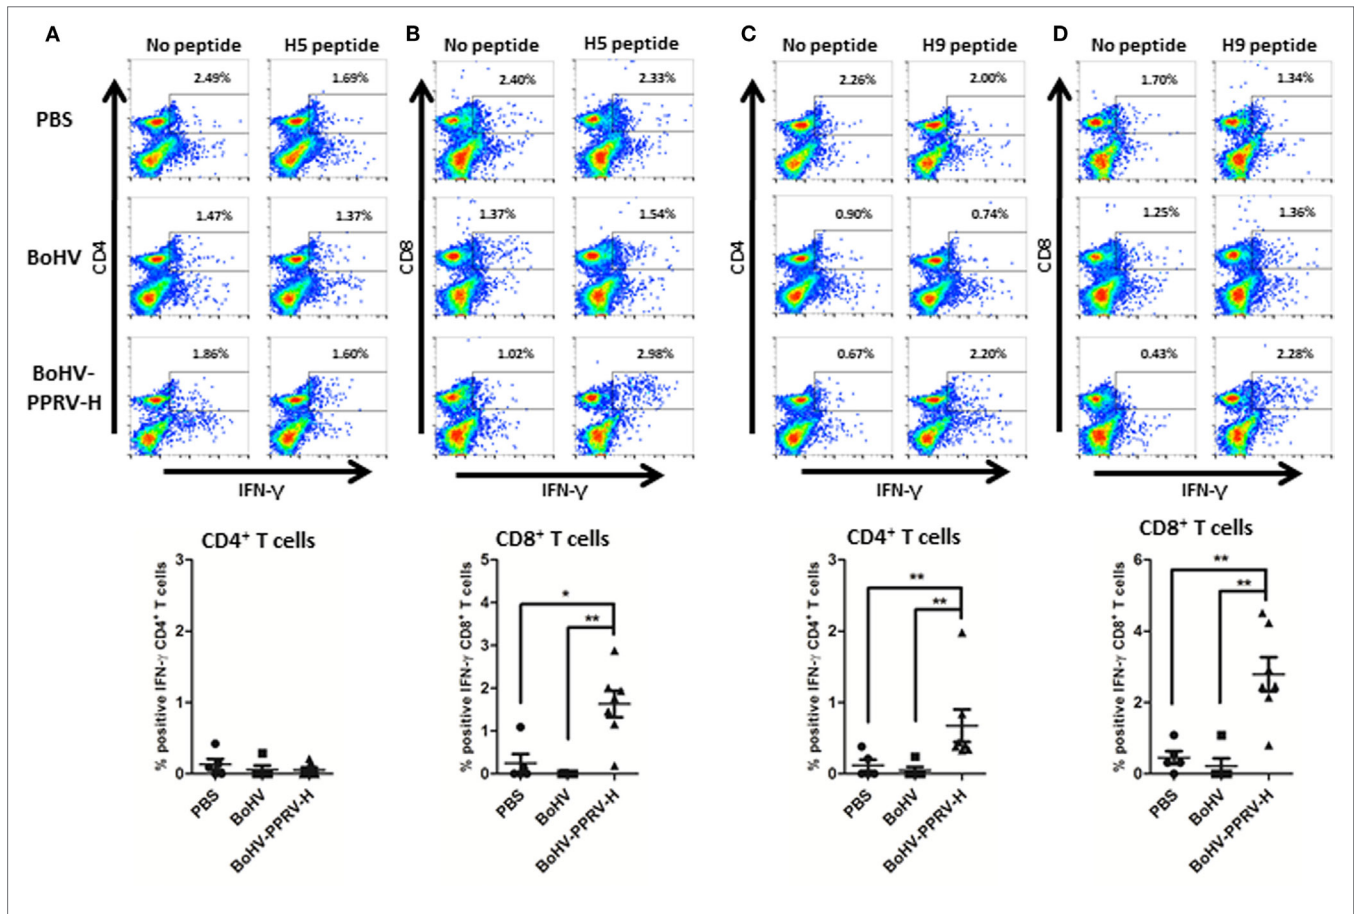 A B C D
No peptide H5 peptide No peptide H5 peptide No peptide H9 peptide No peptide H9 peptide
PBS
2.49% 1.69% 2.40% 2.33% 2.26% 2.00% 1.70% 1.34%
BoHV
1.47% 1.37% 1.37% 1.54% 0.90% 0.74% 1.25% 1.36%
CD4 CD8 CD4 CD8
BoHV-
PPRV-H
1.86% 1.60% 1.02% 2.98% 0.67% 2.20% 0.43% 2.28%
IFN-γ IFN-γ IFN-γ IFN-γ
CD4⁺ T cells
% positive IFN-γ CD4⁺ T cells
3
2
1
0
PBS
BoHV
BoHV-PPRV-H
CD8⁺ T cells
% positive IFN-γ CD8⁺ T cells
5
4
3
2
1
0
*
**
PBS
BoHV
BoHV-PPRV-H
CD4⁺ T cells
% positive IFN-γ CD4⁺ T cells
3
2
1
0
**
**
PBS
BoHV
BoHV-PPRV-H
CD8⁺ T cells
% positive IFN-γ CD8⁺ T cells
6
4
2
0
**
**
PBS
BoHV
BoHV-PPRV-H